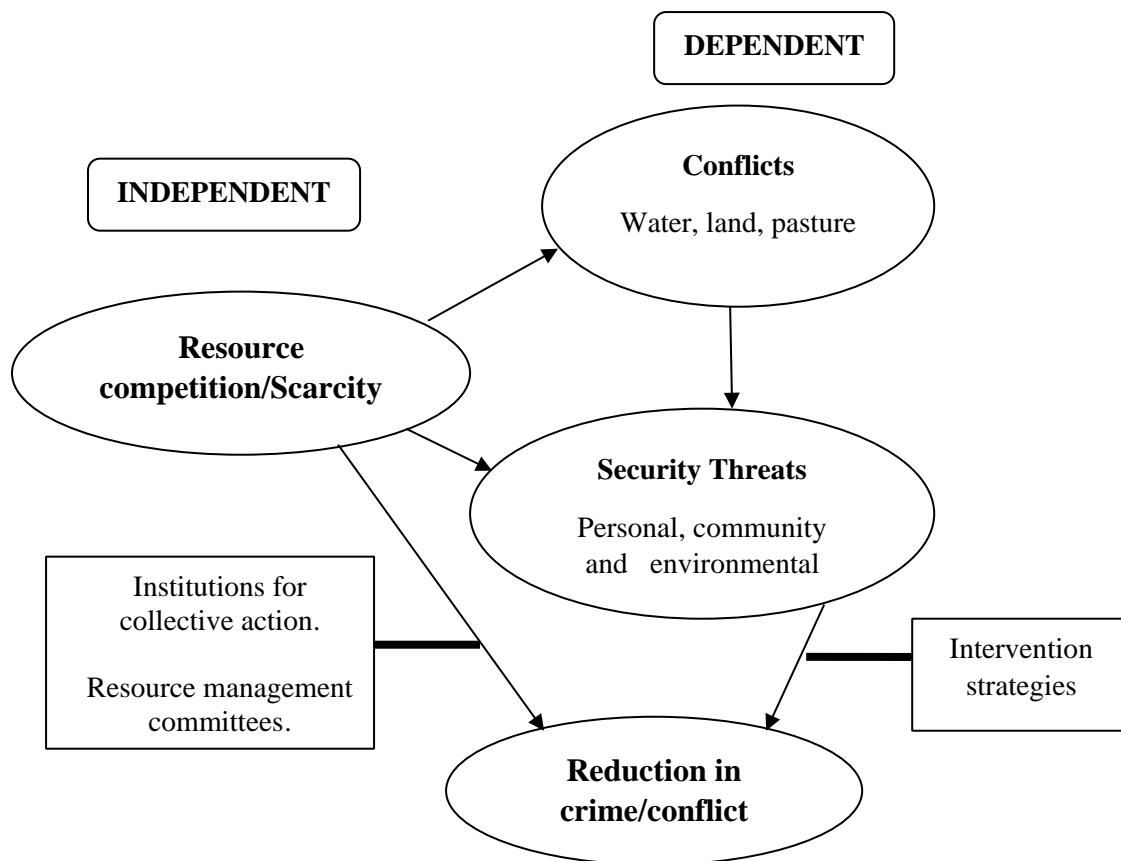 DEPENDENT
Conflicts
Water, land, pasture
INDEPENDENT
Resource
competition/Scarcity
Security Threats
Personal, community
and environmental
Institutions for
collective action.
Resource management
committees.
Intervention
strategies
Reduction in
crime/conflict